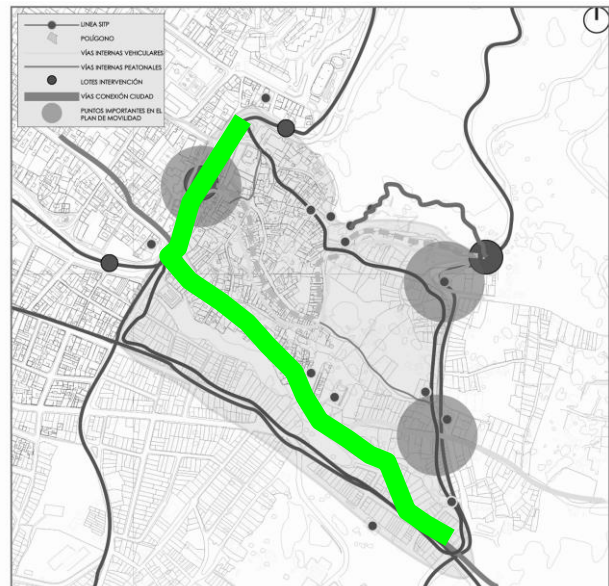 LINEA SITP
POLÍGONO
VÍAS INTERNAS VEHICULARES
VÍAS INTERNAS PEATONALES
LOTES INTERVENCIÓN
VÍAS CONDIÓN CIUDAD
PUNTOS IMPORTANTES EN EL
PLAN DE MOVILIDAD